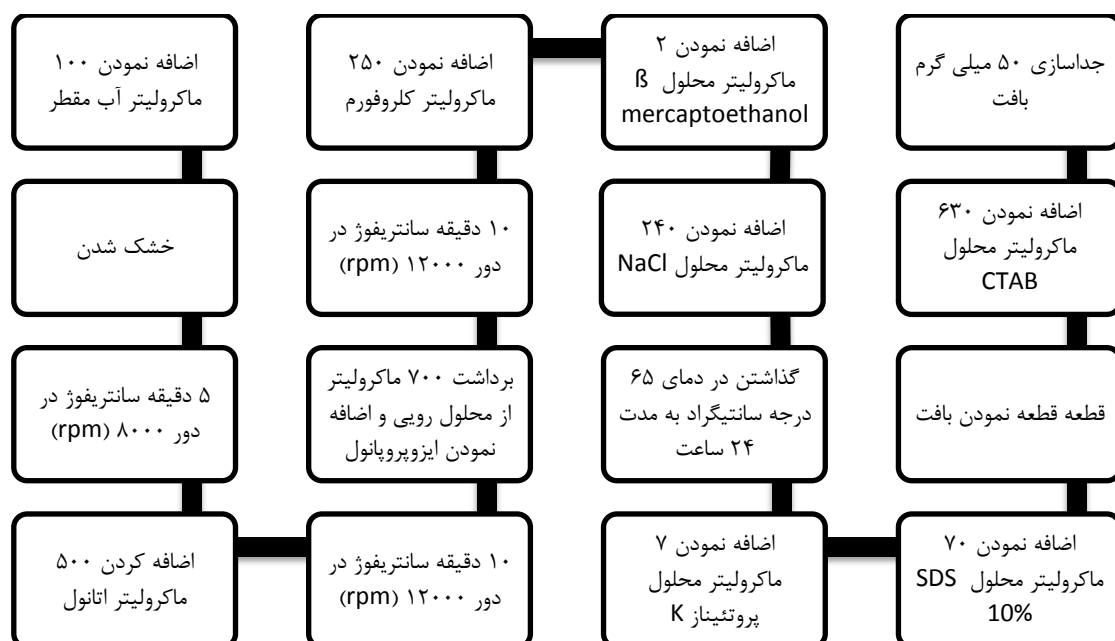 جداسازی ۵۰ میلی گرم
بافت
اضافه نمودن ۶۳۰
ماکرولیتر محلول
CTAB
قطعه قطعه نمودن بافت
اضافه نمودن ۷۰
ماکرولیتر محلول SDS
10%
اضافه نمودن ۷
ماکرولیتر محلول
پروتئیناز K
گذاشتن در دمای ۶۵
درجه سانتیگراد به مدت
۲۴ ساعت
اضافه نمودن ۲۴۰
ماکرولیتر محلول NaCl
اضافه نمودن ۲
ماکرولیتر محلول ß
mercaptoethanol
اضافه نمودن ۲۵۰
ماکرولیتر کلروفورم
۱۰ دقیقه سانتریفوژ در
دور ۱۲۰۰۰ (rpm)
برداشت ۷۰۰ ماکرولیتر
از محلول رویی و اضافه
نمودن ایزوپروپانول
۱۰ دقیقه سانتریفوژ در
دور ۱۲۰۰۰ (rpm)
اضافه کردن ۵۰۰
ماکرولیتر اتانول
۵ دقیقه سانتریفوژ در
دور ۸۰۰۰ (rpm)
خشک شدن
اضافه نمودن ۱۰۰
ماکرولیتر آب مقطر